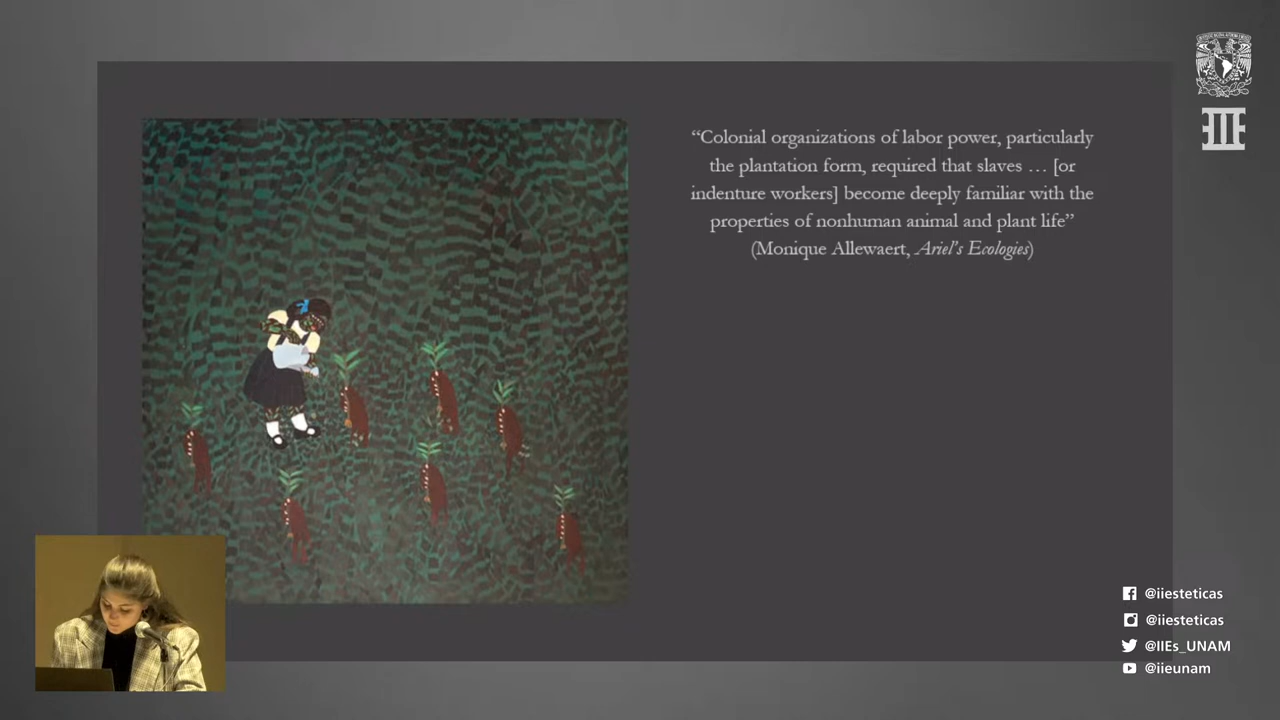 “Colonial organizations of labor power, particularly
the plantation form, required that slaves … [or
indenture workers] become deeply familiar with the
properties of nonhuman animal and plant life”
(Monique Allewaert, Ariel’s Ecologies)
@iiesteticas
@iiesteticas
@IIEs_UNAM
@iieunam